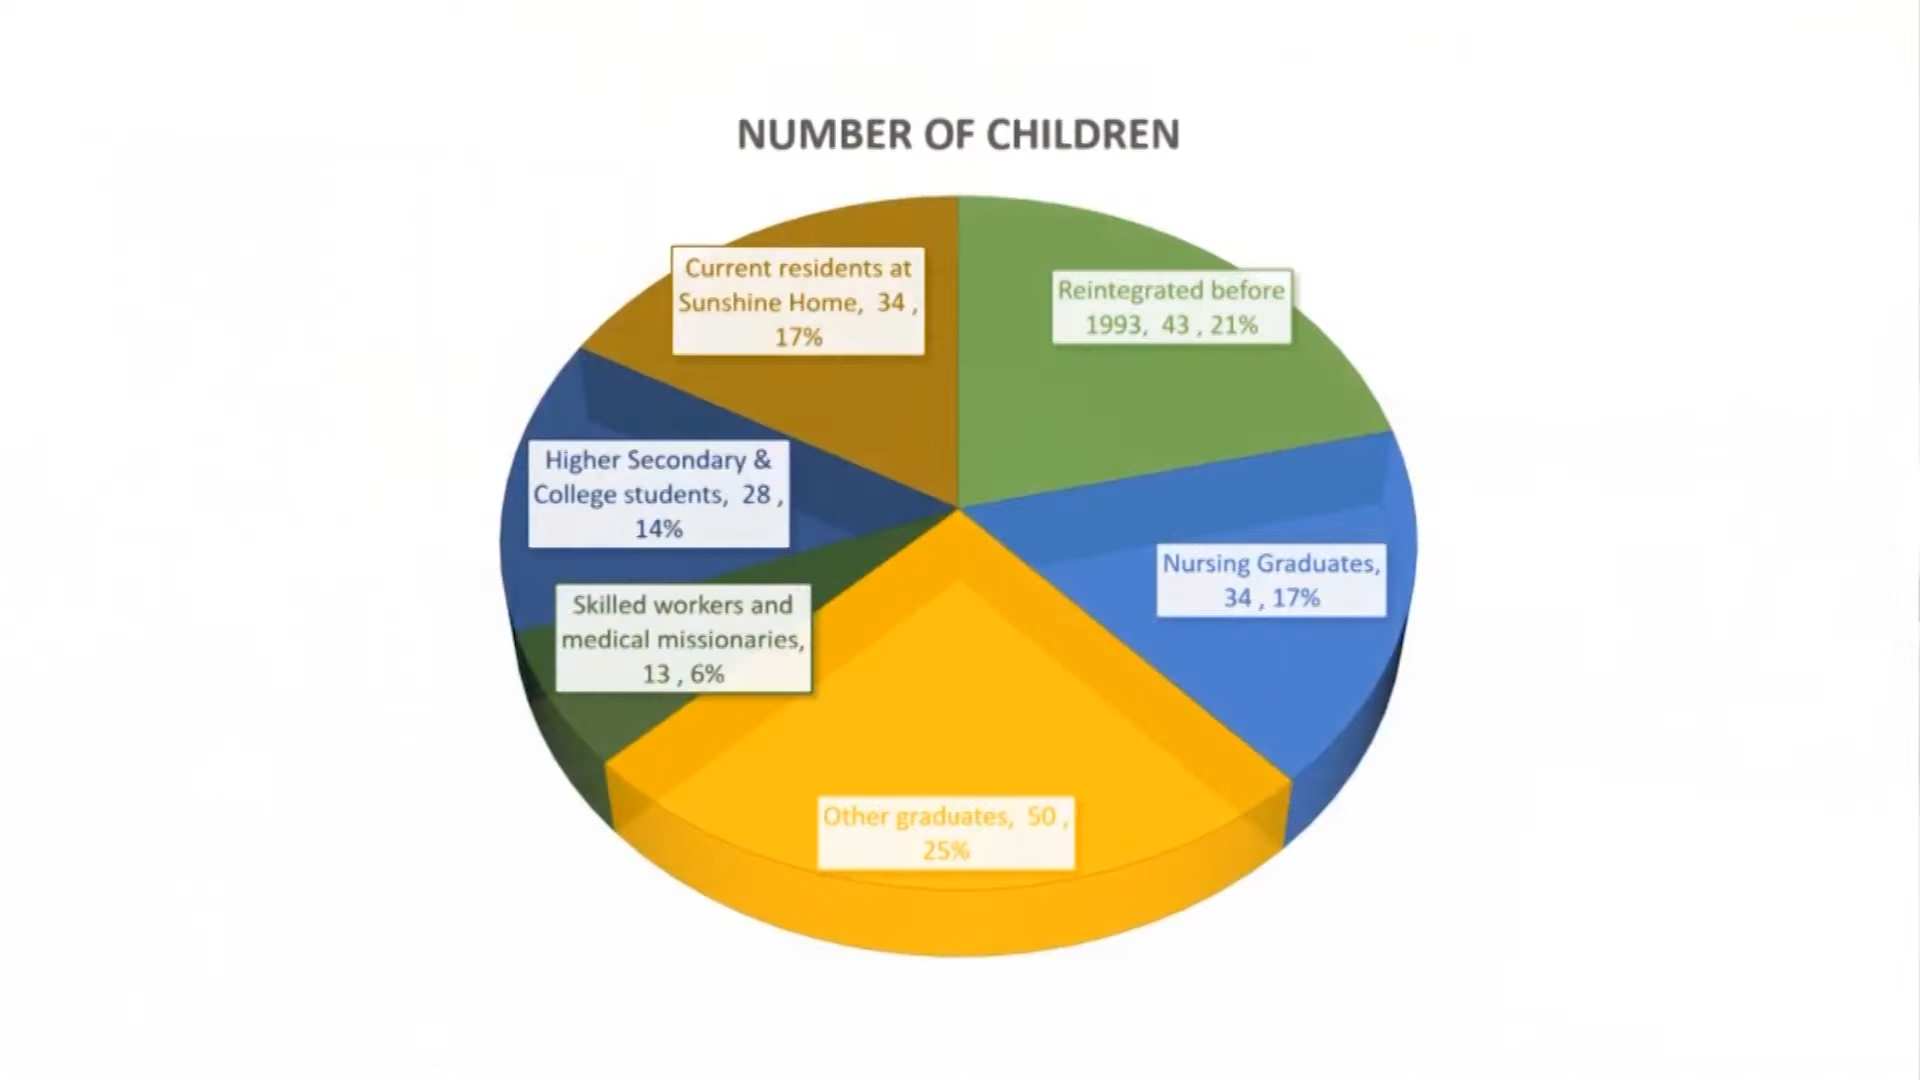 NUMBER OF CHILDREN
Current residents at
Sunshine Home, 34 ,
17%
Reintegrated before
1993, 43 , 21%
Higher Secondary &
College students, 28 ,
14%
Nursing Graduates,
34 , 17%
Skilled workers and
medical missionaries,
13 , 6%
Other graduates, 50 ,
25%